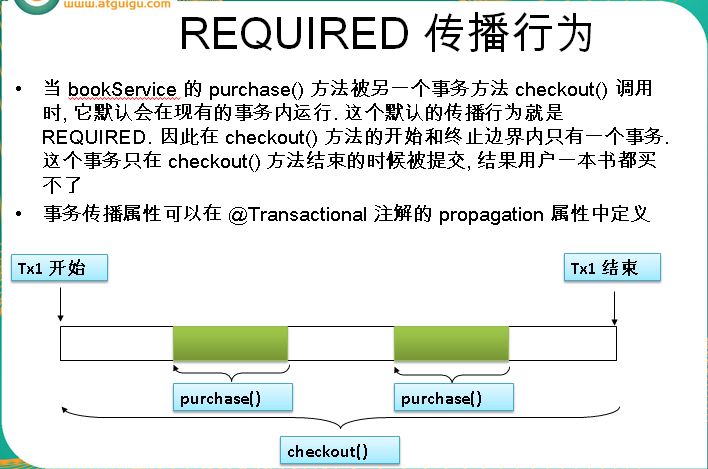 www.atguigu.com
REQUIRED 传播行为
• 当 bookService 的 purchase() 方法被另一个事务方法 checkout() 调用
时, 它默认会在现有的事务内运行. 这个默认的传播行为就是
REQUIRED. 因此在 checkout() 方法的开始和终止边界内只有一个事务.
这个事务只在 checkout() 方法结束的时候被提交, 结果用户一本书都买
不了
• 事务传播属性可以在 @Transactional 注解的 propagation 属性中定义
Tx1 开始
Tx1 结束
purchase()
purchase()
checkout()